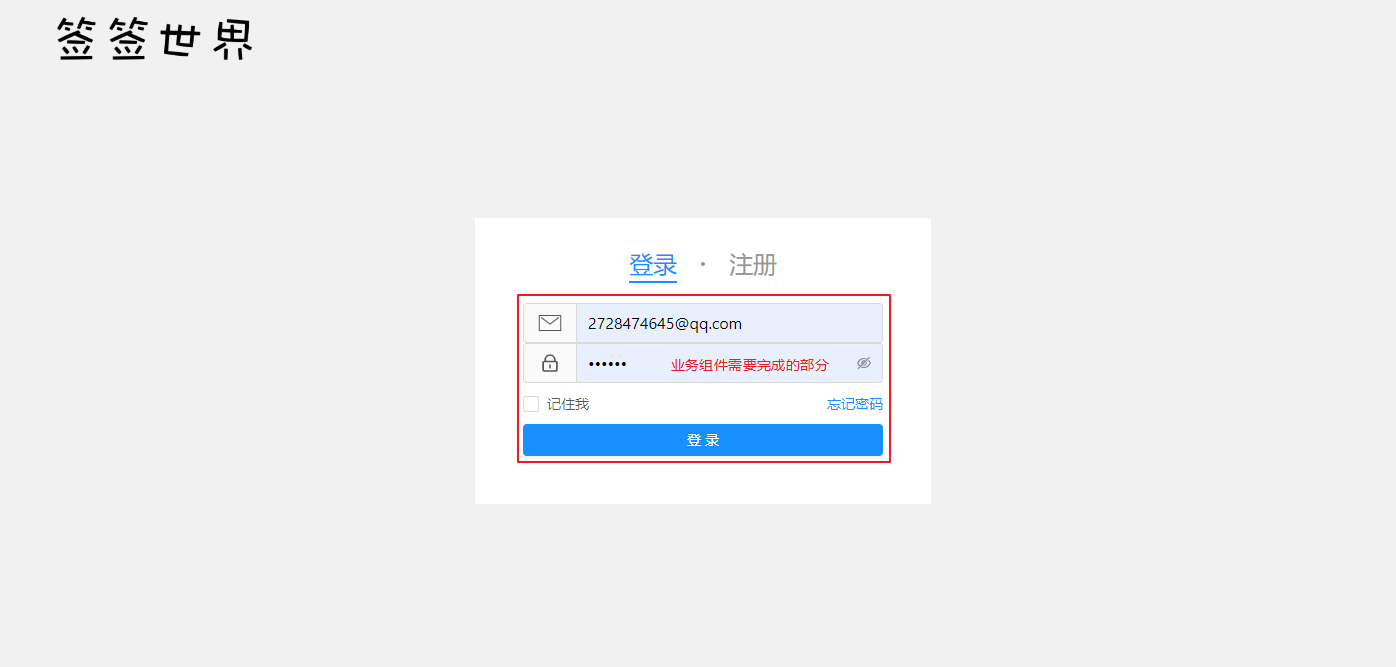 签签世界
登录 · 注册
2728474645@qq.com
•••••• 业务组件需要完成的部分
记住我 忘记密码
登 录